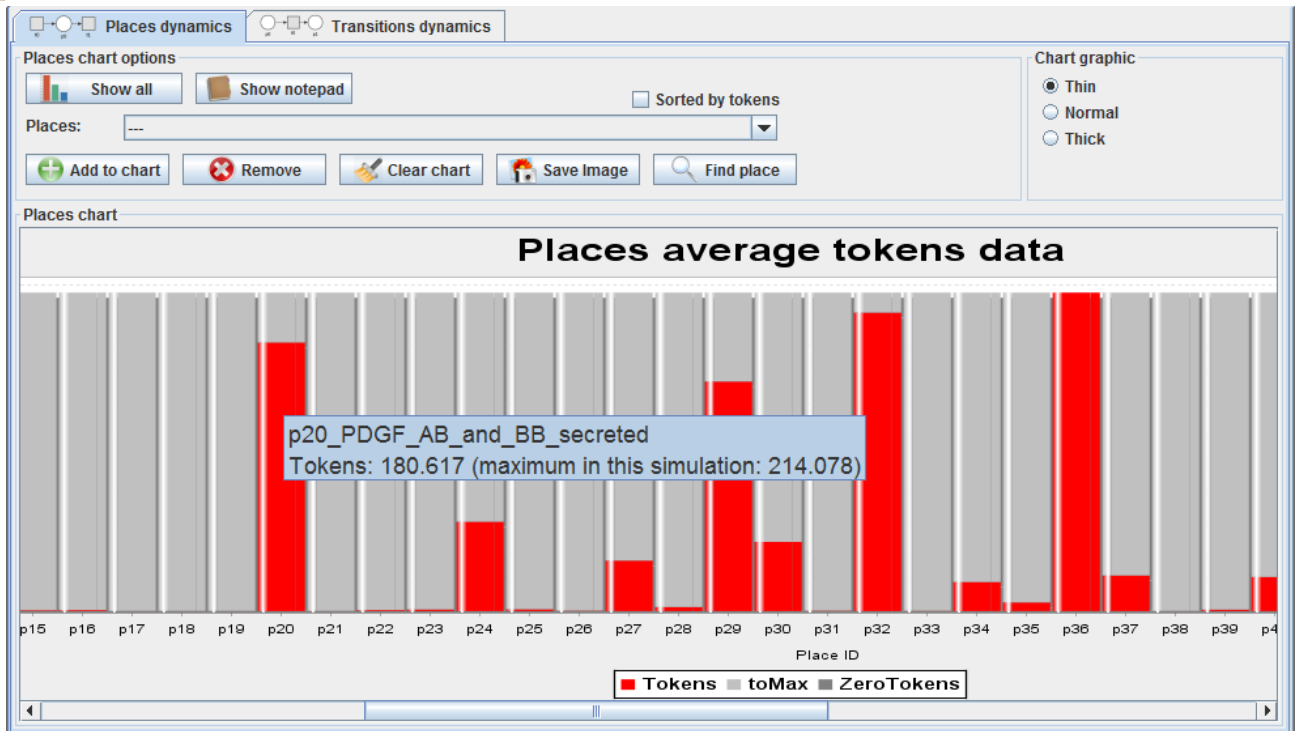 Places dynamics
Transitions dynamics
Places chart options
Chart graphic
Show all
Show notepad
Sorted by tokens
Thin
Normal
Thick
Places:
---
Add to chart
Remove
Clear chart
Save Image
Find place
Places chart
Places average tokens data
p20_PDGF_AB_and_BB_secreted
Tokens: 180.617 (maximum in this simulation: 214.078)
p15 p16 p17 p18 p19 p20 p21 p22 p23 p24 p25 p26 p27 p28 p29 p30 p31 p32 p33 p34 p35 p36 p37 p38 p39 p4
Place ID
Tokens toMax ZeroTokens